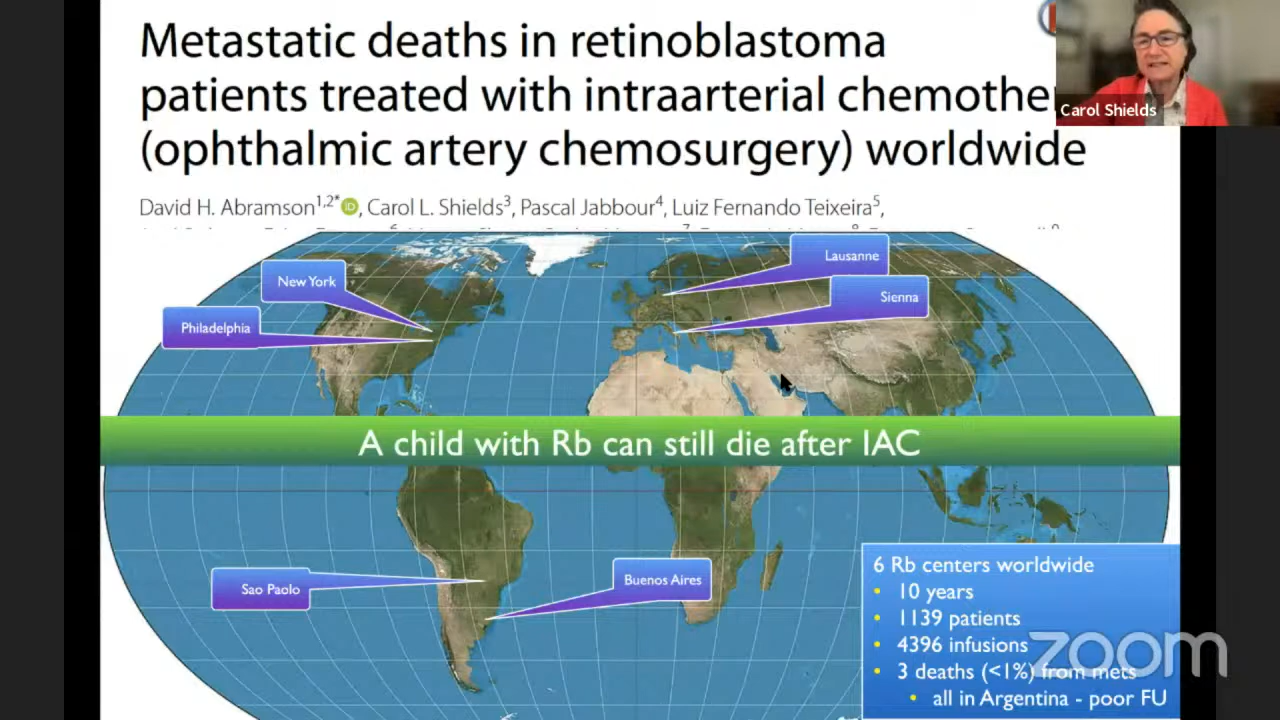 Metastatic deaths in retinoblastoma
patients treated with intraarterial chemothe
Carol Shields
(ophthalmic artery chemosurgery) worldwide
David H. Abramson1,2* iD, Carol L. Shields3, Pascal Jabbour4, Luiz Fernando Teixeira5,
Lausanne
New York
Sienna
Philadelphia
A child with Rb can still die after IAC
Sao Paolo
Buenos Aires
6 Rb centers worldwide
• 10 years
• 1139 patients
• 4396 infusions
• 3 deaths (<1%) from mets
• all in Argentina - poor FU
zoom